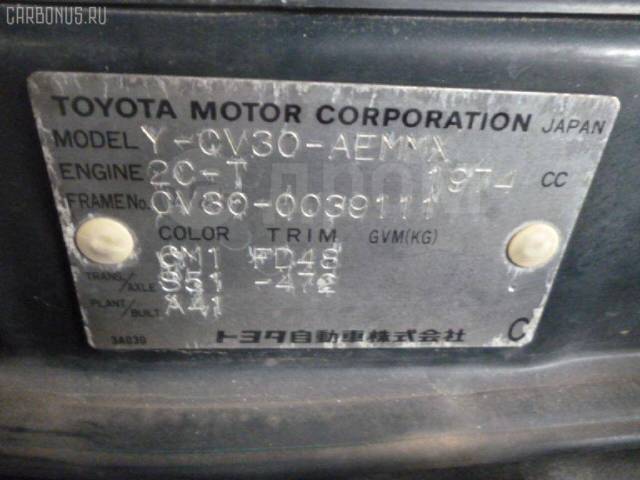 CARBONUS.RU
TOYOTA MOTOR CORPORATION JAPAN
MODEL Y-CV30-AEMMX
ENGINE 2C-T 1974 CC
FRAME No. CV30-0039111
COLOR TRIM GVM(KG)
6M1 FD48
TRANS/AXLE S51 -472
PLANT/BUILT A41
3A030 トヨタ自動車株式会社 C